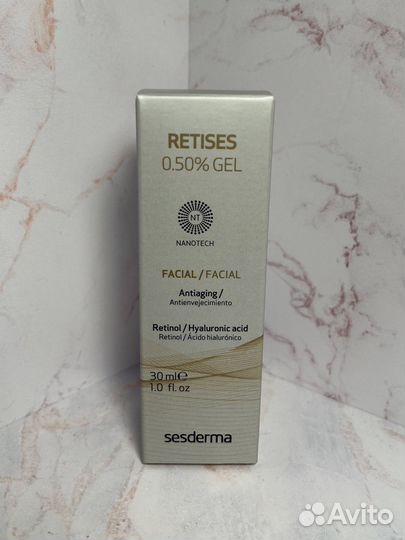 RETISES
0.50% GEL
NT
NANOTECH
FACIAL / FACIAL
Antiaging /
Antienvejecimiento
Retinol / Hyaluronic acid
Retinol / Ácido hialurónico
30 ml℮
1.0 fl. oz
sesderma
Avito